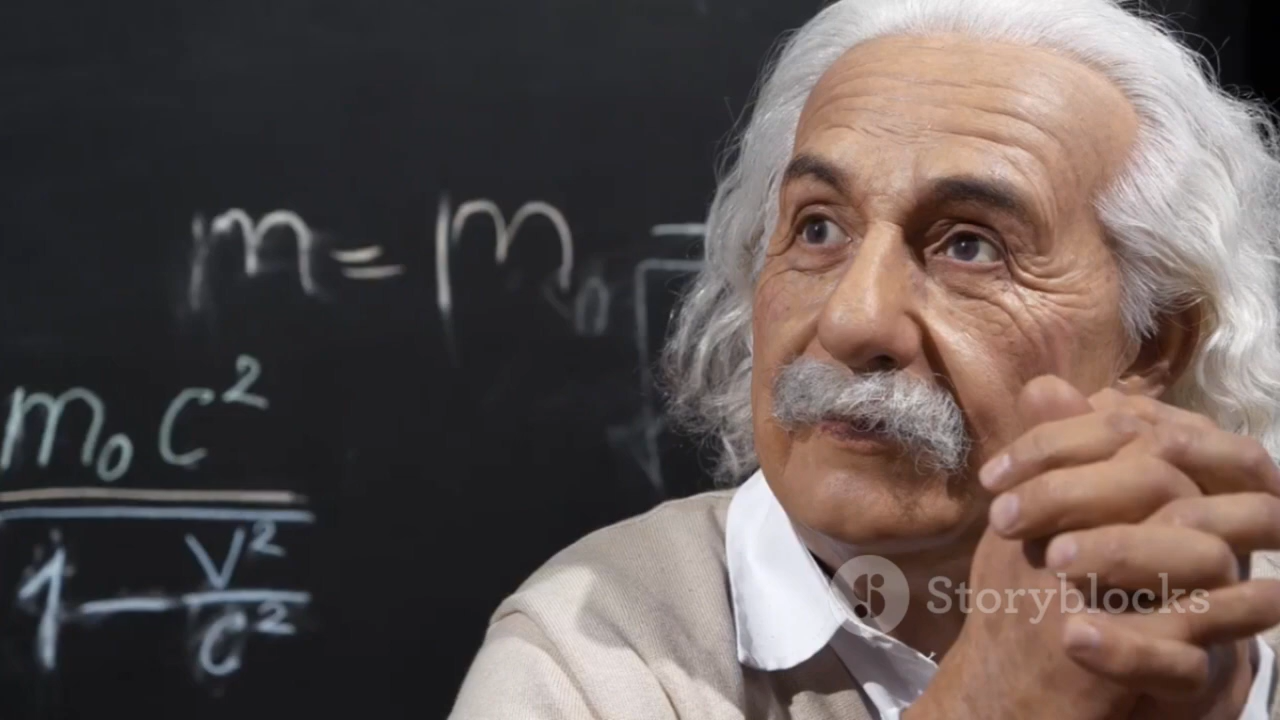 m = m₀
m₀c²
1 - v²
c²
Storyblocks